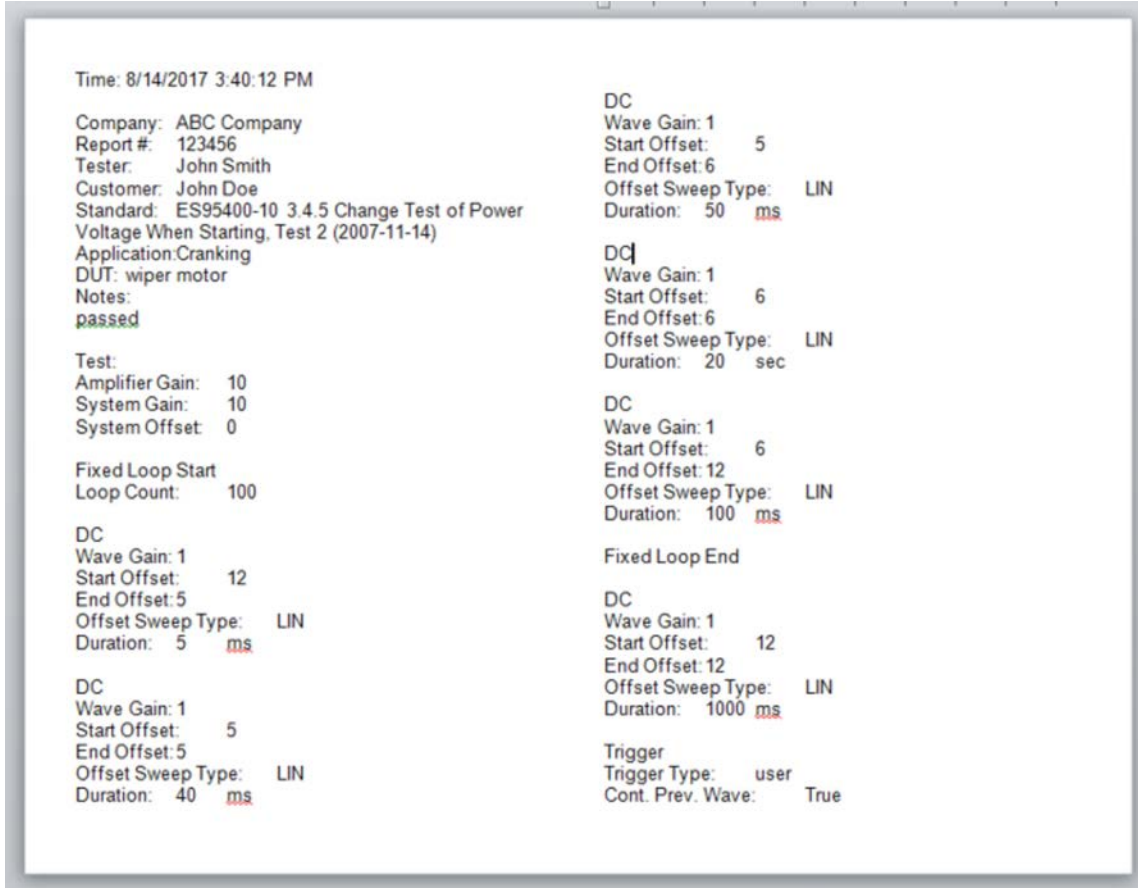 Time: 8/14/2017 3:40:12 PM
Company: ABC Company
Report #: 123456
Tester: John Smith
Customer: John Doe
Standard: ES95400-10 3.4.5 Change Test of Power
Voltage When Starting, Test 2 (2007-11-14)
Application:Cranking
DUT: wiper motor
Notes:
passed
Test:
Amplifier Gain: 10
System Gain: 10
System Offset: 0
Fixed Loop Start
Loop Count: 100
DC
Wave Gain: 1
Start Offset: 12
End Offset:5
Offset Sweep Type: LIN
Duration: 5 ms
DC
Wave Gain: 1
Start Offset: 5
End Offset:5
Offset Sweep Type: LIN
Duration: 40 ms
DC
Wave Gain: 1
Start Offset: 5
End Offset:6
Offset Sweep Type: LIN
Duration: 50 ms
DC
Wave Gain: 1
Start Offset: 6
End Offset:6
Offset Sweep Type: LIN
Duration: 20 sec
DC
Wave Gain: 1
Start Offset: 6
End Offset:12
Offset Sweep Type: LIN
Duration: 100 ms
Fixed Loop End
DC
Wave Gain: 1
Start Offset: 12
End Offset:12
Offset Sweep Type: LIN
Duration: 1000 ms
Trigger
Trigger Type: user
Cont. Prev. Wave: True